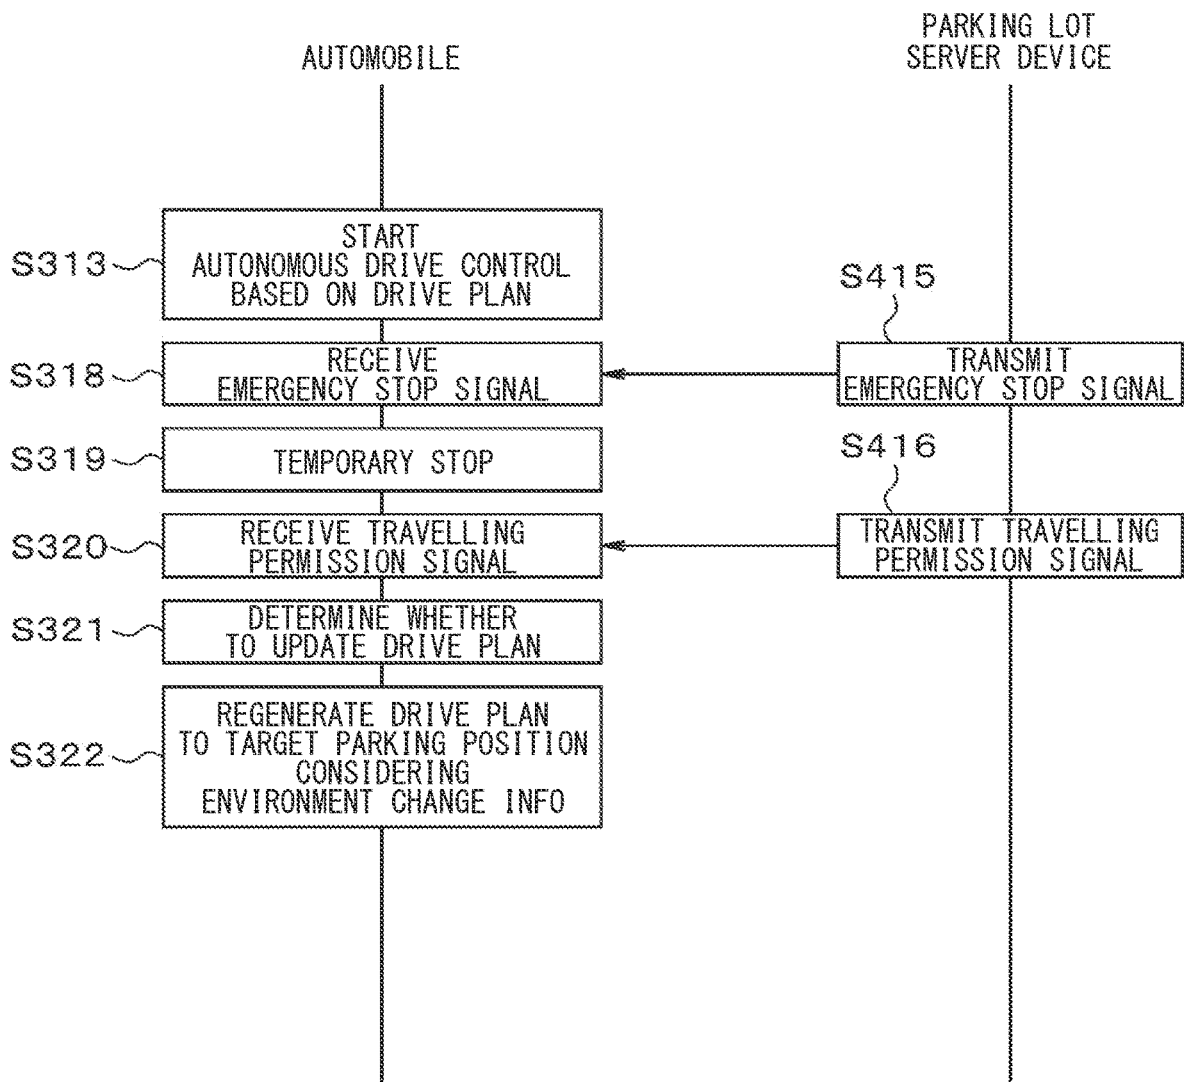 AUTOMOBILE
PARKING LOT
SERVER DEVICE
S313
START
AUTONOMOUS DRIVE CONTROL
BASED ON DRIVE PLAN
S415
S318
RECEIVE
EMERGENCY STOP SIGNAL
TRANSMIT
EMERGENCY STOP SIGNAL
S319
TEMPORARY STOP
S416
S320
RECEIVE TRAVELLING
PERMISSION SIGNAL
TRANSMIT TRAVELLING
PERMISSION SIGNAL
S321
DETERMINE WHETHER
TO UPDATE DRIVE PLAN
S322
REGENERATE DRIVE PLAN
TO TARGET PARKING POSITION
CONSIDERING
ENVIRONMENT CHANGE INFO